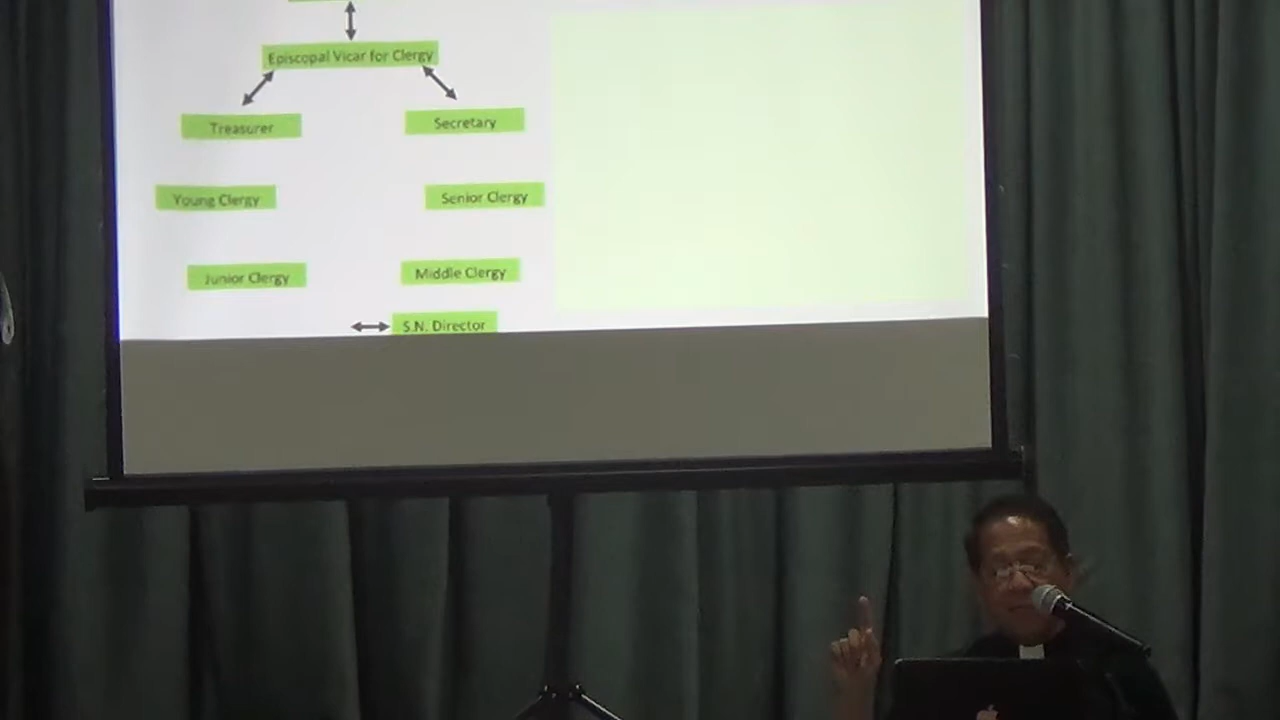 Episcopal Vicar for Clergy
Treasurer
Secretary
Young Clergy
Senior Clergy
Junior Clergy
Middle Clergy
S.N. Director